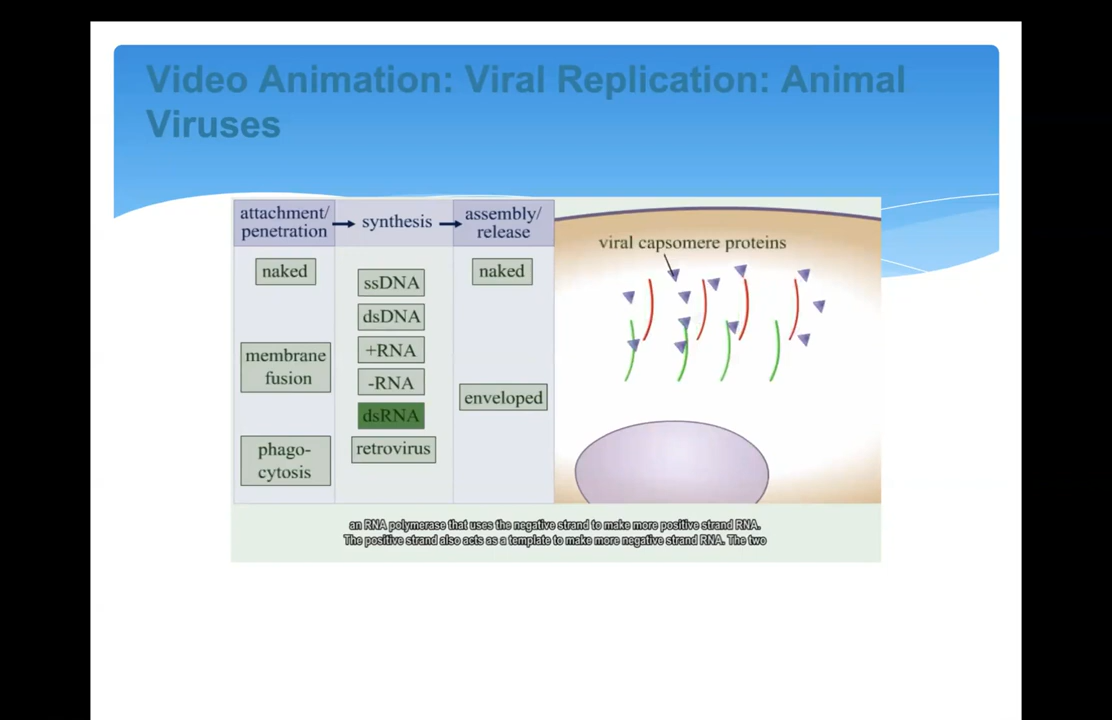 Video Animation: Viral Replication: Animal
Viruses
attachment/
penetration
synthesis
assembly/
release
naked
membrane
fusion
phago-
cytosis
ssDNA
dsDNA
+RNA
-RNA
dsRNA
retrovirus
naked
enveloped
viral capsomere proteins
an RNA polymerase that uses the negative strand to make more positive strand RNA.
The positive strand also acts as a template to make more negative strand RNA. The two